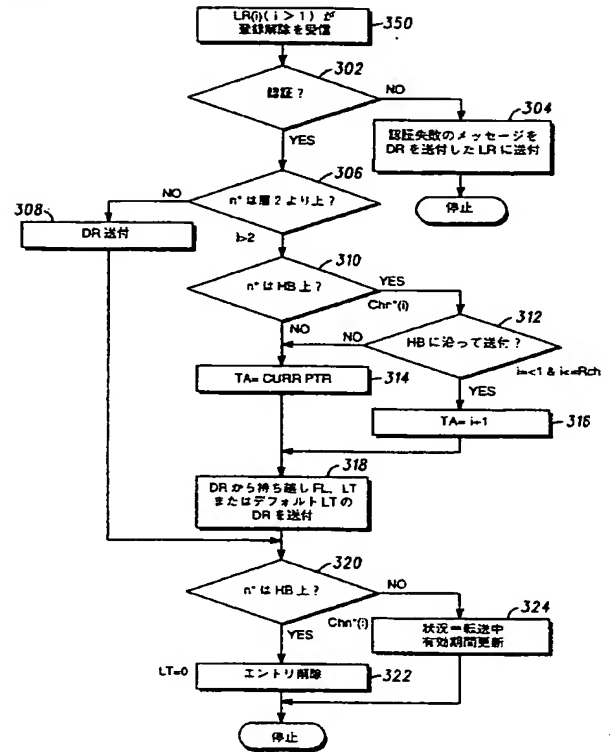 LR(i)( i > 1) が
登録解除を受信
350
302
認証?
NO
304
認証失敗のメッセージを
DR を送付した LR に送付
YES
停止
306
NO
n*は層 2 より上?
308
DR 送付
i>2
310
n*は HB 上?
YES
Chn*(i)
312
NO
NO
HB に沿って送付?
TA= CURR PTR
314
i=<1 & i<=Rch
YES
TA= i-1
316
318
DR から持ち越し FL、LT
またはデフォルト LT の
DR を送付
320
n*は HB 上?
NO
Chn*(i)
324
状況=転送中
有効期間更新
YES
LT=0
エントリ解除
322
停止